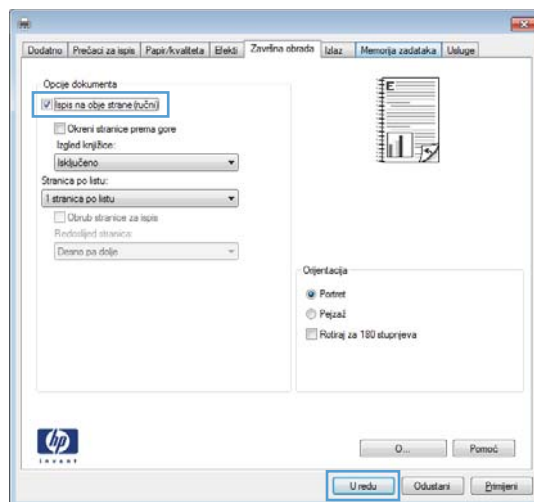 Dodatno Prečaci za ispis Papir/kvaliteta Efekti Završna obrada Izlaz Memorija zadataka Usluge
Opcije dokumenta
Ispis na obje strane (ručni)
Okreni stranice prema gore
Izgled knjižice:
Isključeno
Stranica po listu:
1 stranica po listu
Obrub stranice za ispis
Redoslijed stranica:
Desno pa dolje
E
Orijentacija
Portret
Pejzaž
Rotiraj za 180 stupnjeva
hp
invent
O... Pomoć
U redu Odustani Primijeni